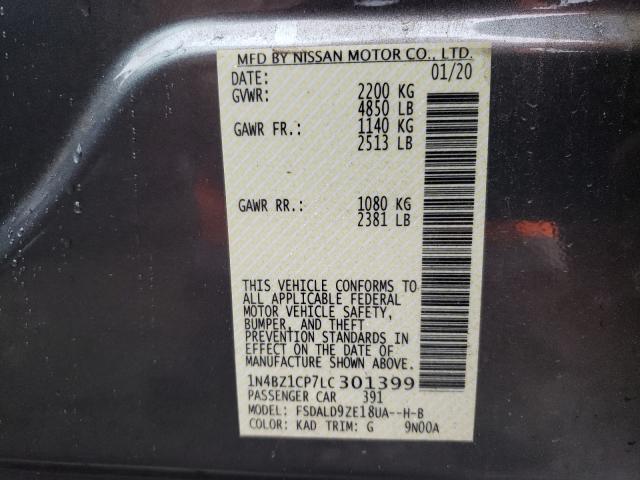 MFD BY NISSAN MOTOR CO., LTD.
DATE: 01/20
GVWR: 2200 KG
4850 LB
GAWR FR.: 1140 KG
2513 LB
GAWR RR.: 1080 KG
2381 LB
THIS VEHICLE CONFORMS TO
ALL APPLICABLE FEDERAL
MOTOR VEHICLE SAFETY,
BUMPER, AND THEFT
PREVENTION STANDARDS IN
EFFECT ON THE DATE OF
MANUFACTURE SHOWN ABOVE.
1N4BZ1CP7LC301399
PASSENGER CAR 391
MODEL: FSDALD9ZE18UA--H-B
COLOR: KAD TRIM: G 9N00A